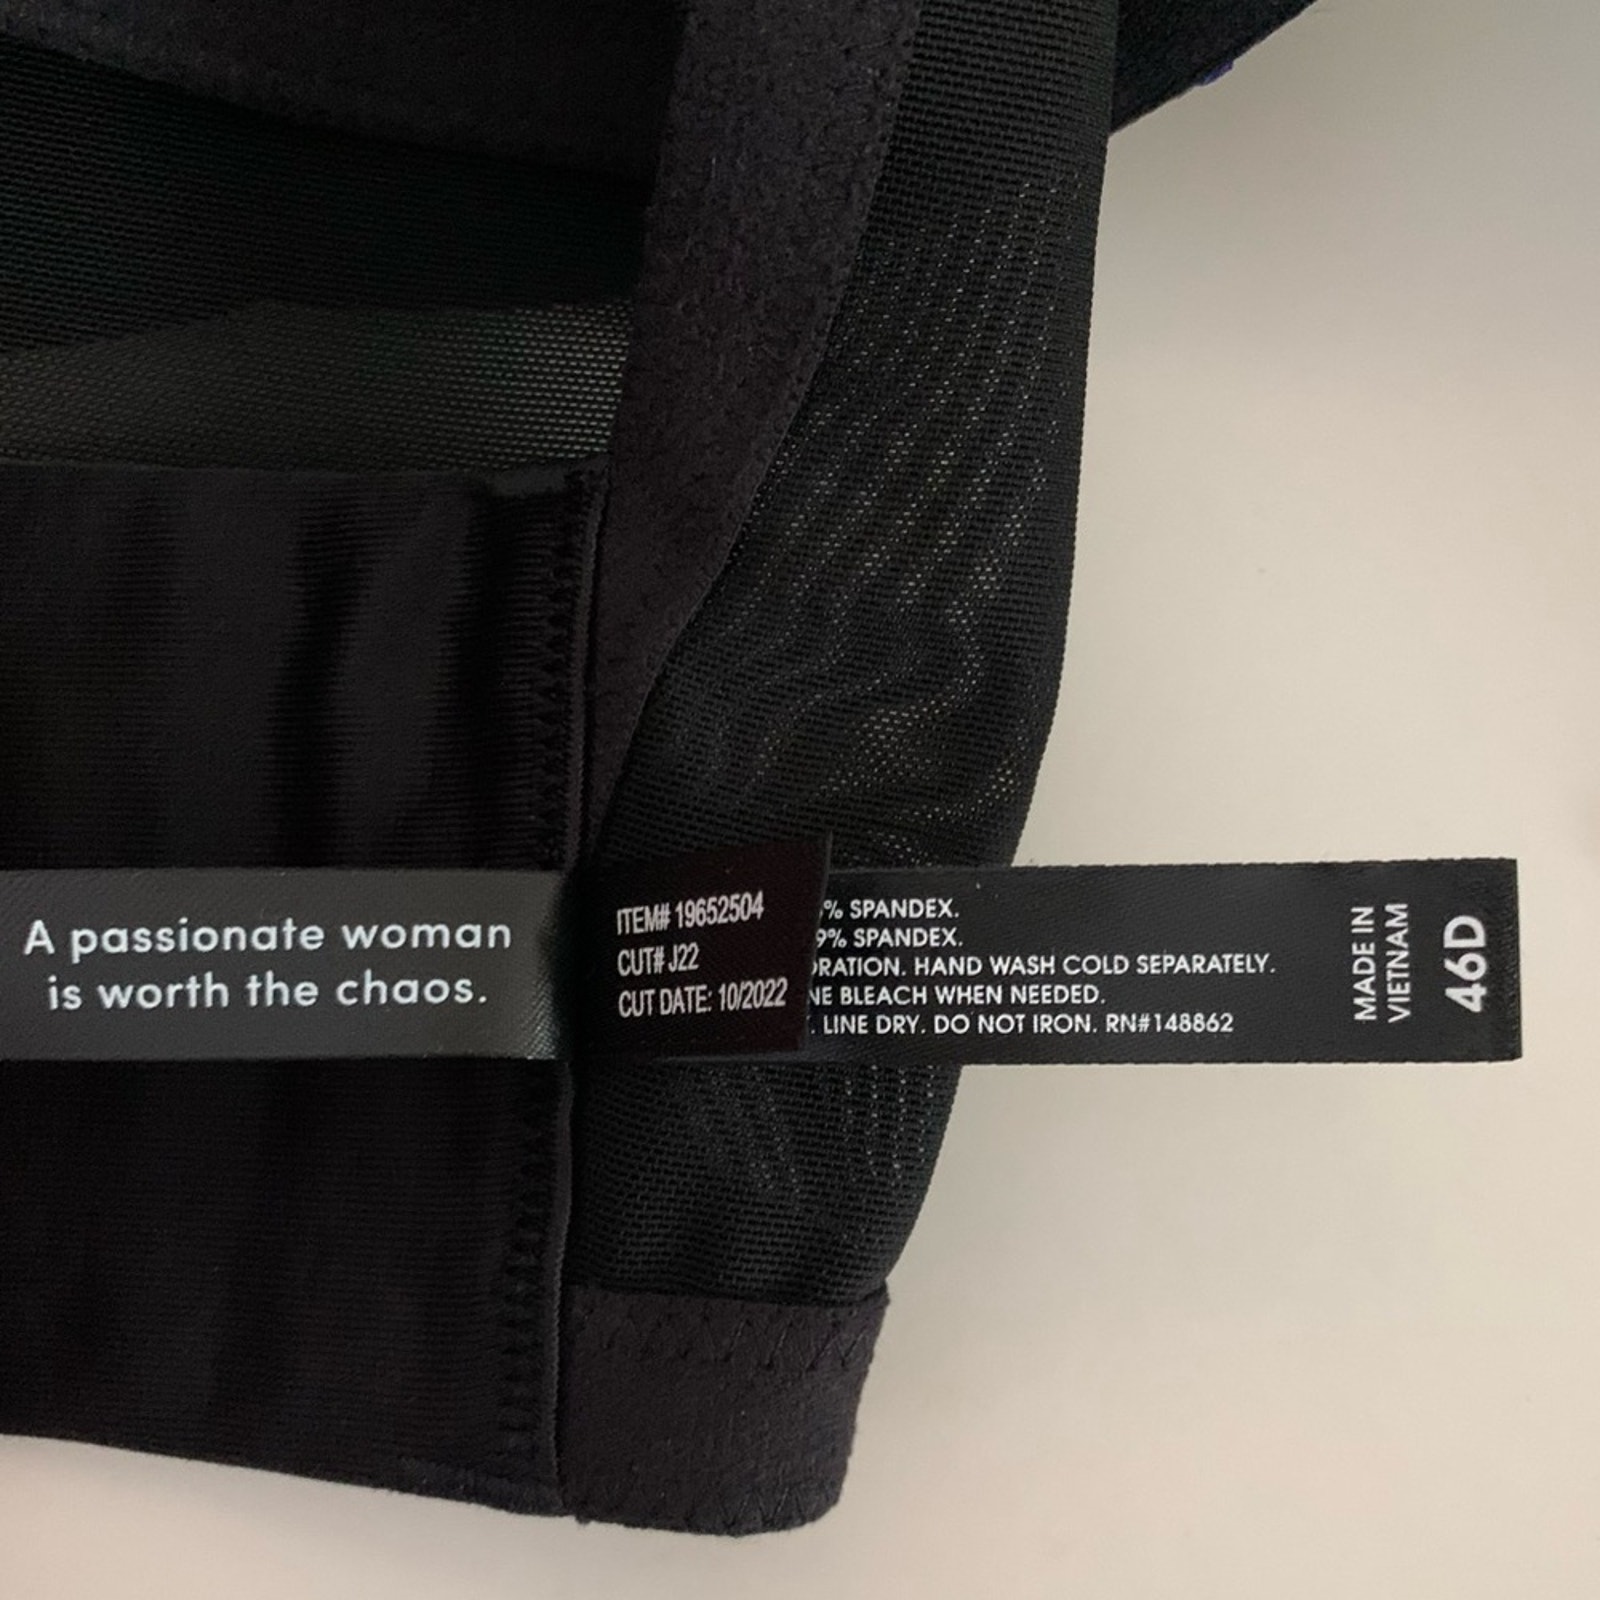 A passionate woman
is worth the chaos.
ITEM# 19652504
CUT# J22
CUT DATE: 10/2022
% SPANDEX.
9% SPANDEX.
RATION. HAND WASH COLD SEPARATELY.
NE BLEACH WHEN NEEDED.
. LINE DRY. DO NOT IRON. RN#148862
MADE IN
VIETNAM
46D